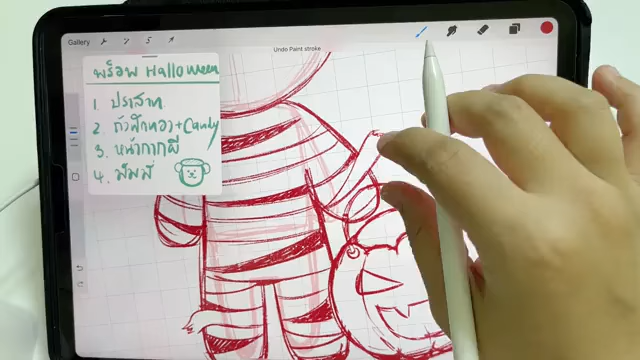 Gallery
Undo Paint stroke
พร็อพ Halloween
1. ปราสาท
2. ถังฟักทอง+Candy
3. หน้ากากผี
4. มัมมี่